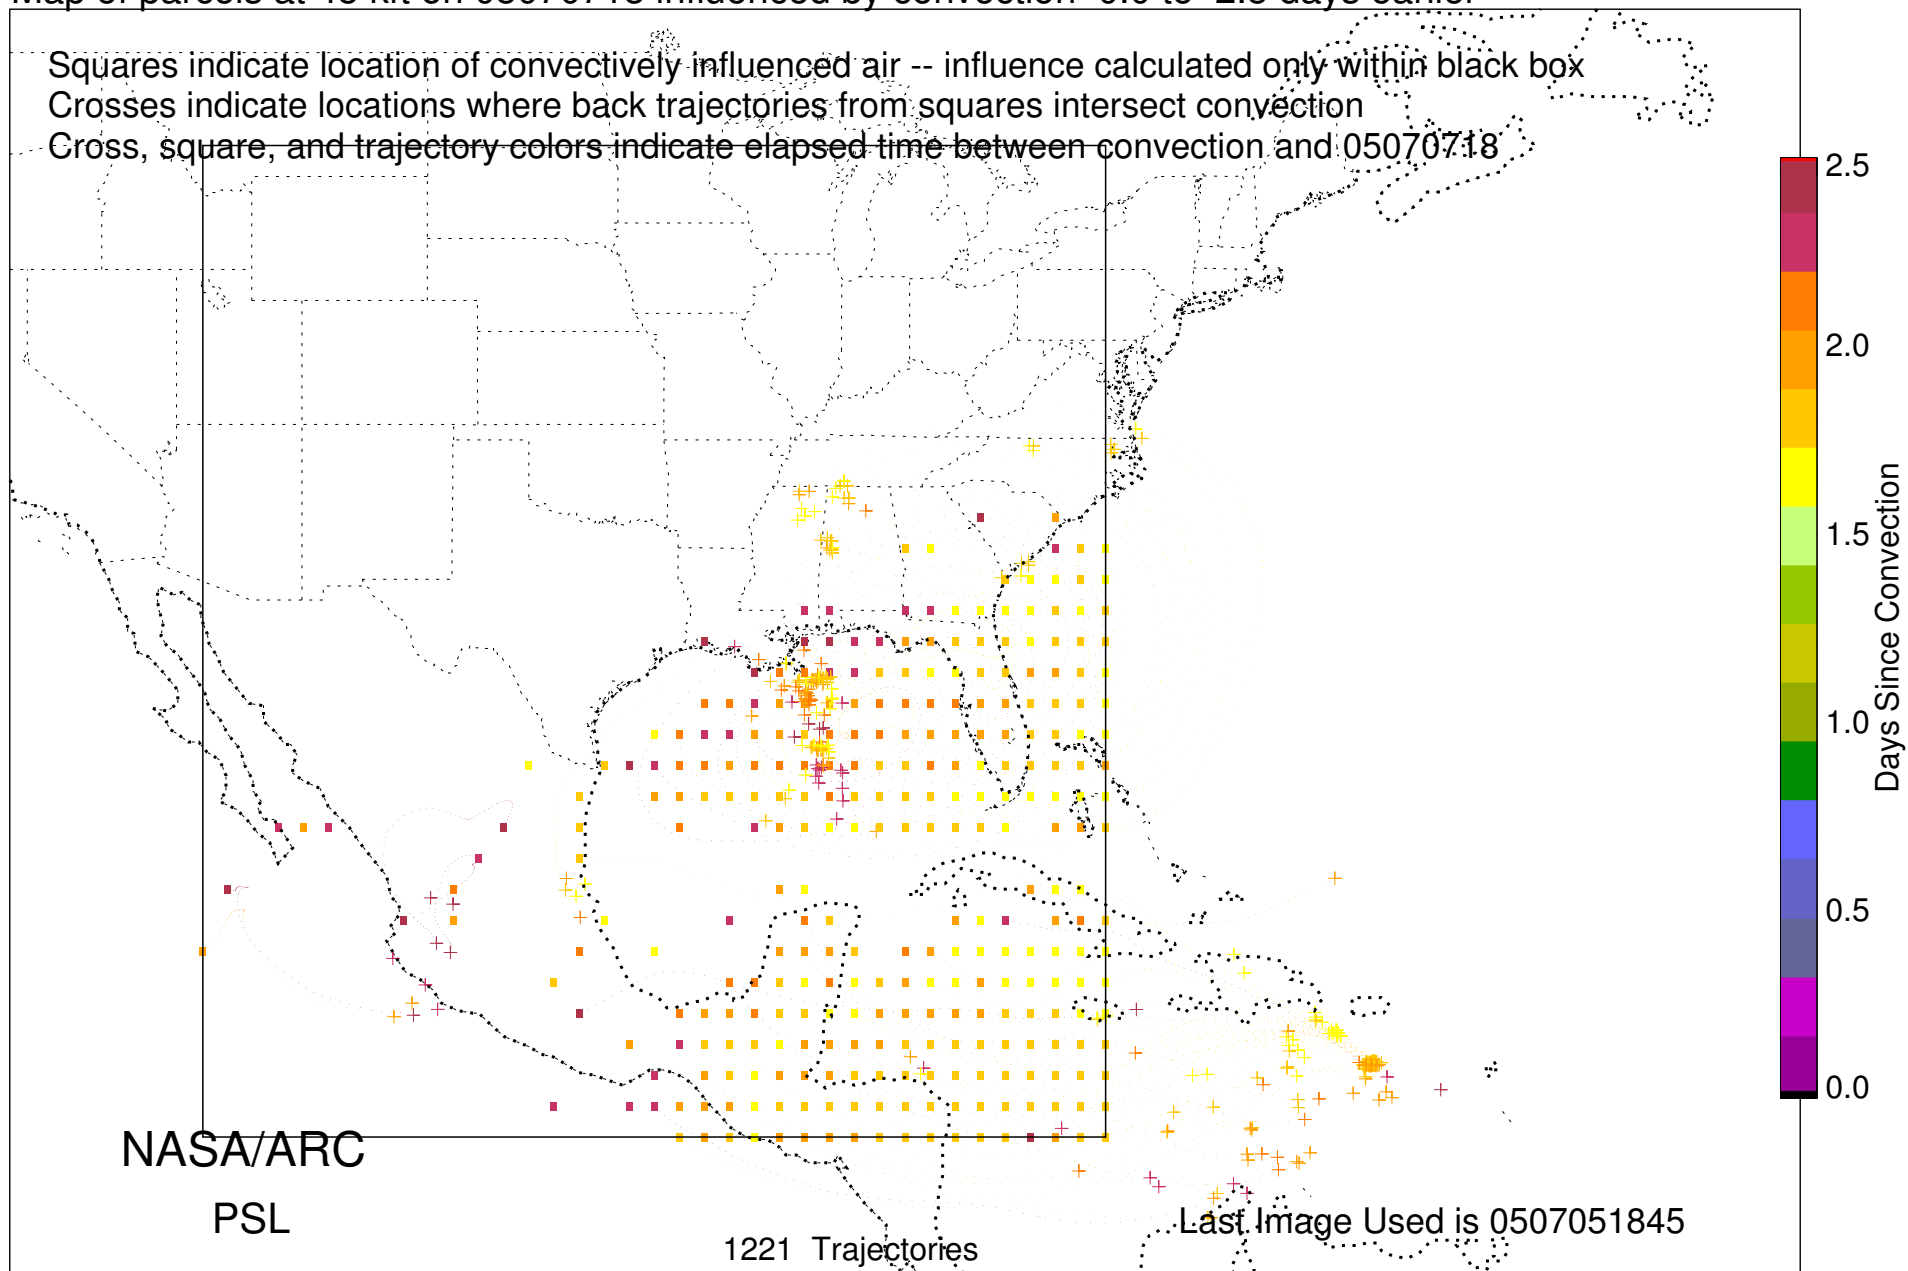 Squares indicate location of convectively influenced air -- influence calculated only within black box
Crosses indicate locations where back trajectories from squares intersect convection
Cross, square, and trajectory colors indicate elapsed time between convection and 05070718
2.5
2.0
1.5
1.0
0.5
0.0
Days Since Convection
NASA/ARC
PSL
Last Image Used is 0507051845
1221 Trajectories